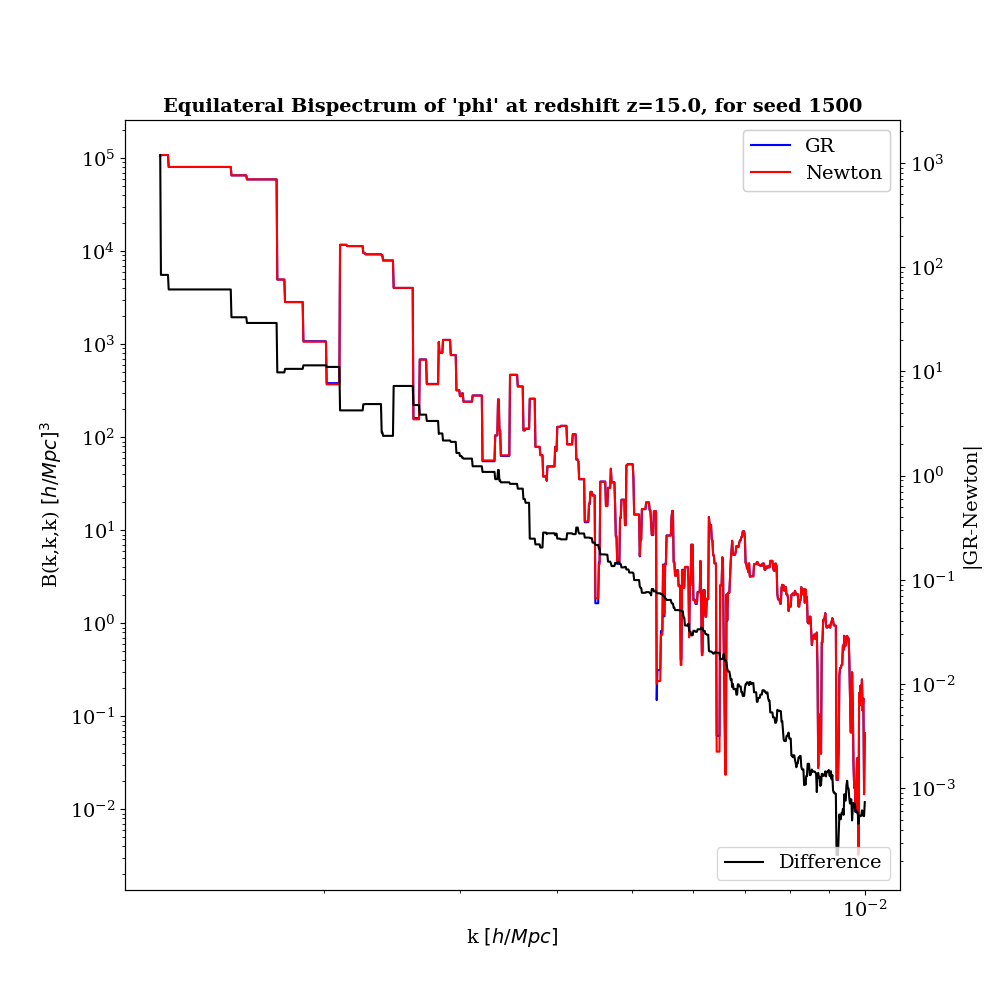 Equilateral Bispectrum of 'phi' at redshift z=15.0, for seed 1500
GR
Newton
10^5
10^4
10^3
10^2
10^1
10^0
10^−1
10^−2
B(k,k,k) [h/Mpc]^3
10^3
10^2
10^1
10^0
10^−1
10^−2
10^−3
|GR-Newton|
Difference
10^−2
k [h/Mpc]